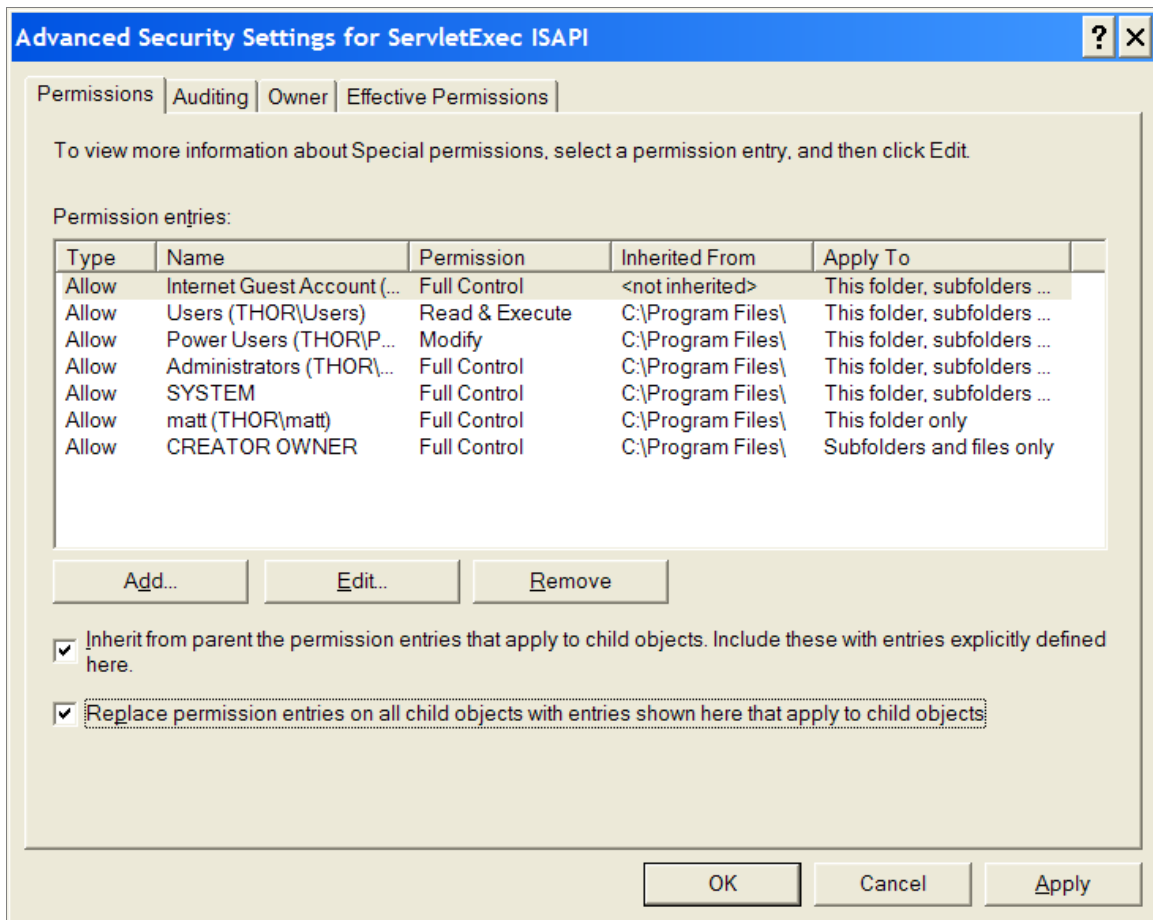 Advanced Security Settings for ServletExec ISAPI
Permissions Auditing Owner Effective Permissions
To view more information about Special permissions, select a permission entry, and then click Edit.
Permission entries:
Type Name Permission Inherited From Apply To
Allow Internet Guest Account (... Full Control <not inherited> This folder, subfolders ...
Allow Users (THOR\Users) Read & Execute C:\Program Files\ This folder, subfolders ...
Allow Power Users (THOR\P... Modify C:\Program Files\ This folder, subfolders ...
Allow Administrators (THOR\... Full Control C:\Program Files\ This folder, subfolders ...
Allow SYSTEM Full Control C:\Program Files\ This folder, subfolders ...
Allow matt (THOR\matt) Full Control C:\Program Files\ This folder only
Allow CREATOR OWNER Full Control C:\Program Files\ Subfolders and files only
Add... Edit... Remove
Inherit from parent the permission entries that apply to child objects. Include these with entries explicitly defined
here.
Replace permission entries on all child objects with entries shown here that apply to child objects
OK Cancel Apply